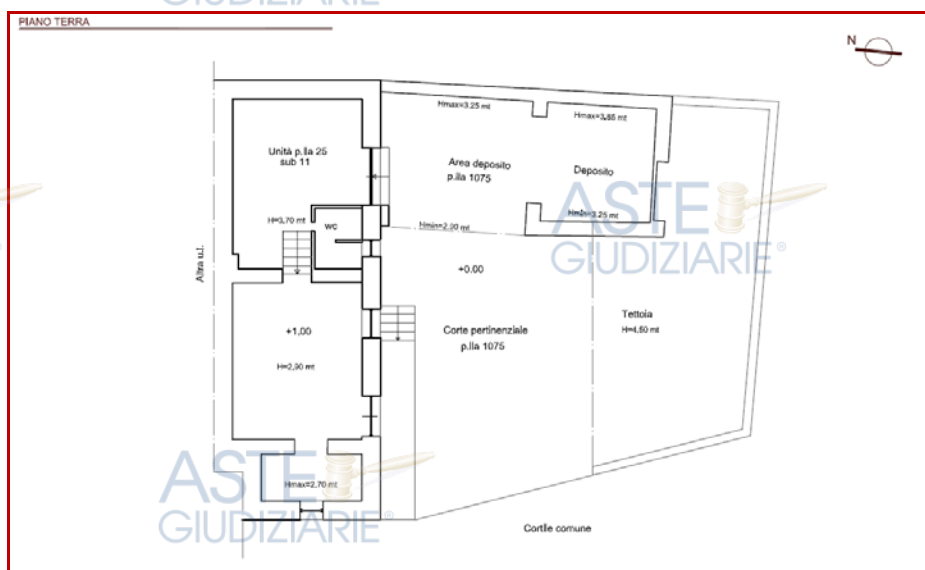 GIUDIZIARIE
PIANO TERRA
N
Hmax=3.25 mt
Hmax=3,65 mt
Unità p.lla 25
sub 11
Area deposito
p.lla 1075
Deposito
ASTE
GIUDIZIARIE®
H=3,70 mt
wc
Hmin=2.90 mt
Hmin=3.25 mt
Altra u.i.
+0.00
+1,00
Corte pertinenziale
p.lla 1075
Tettoia
H=4,50 mt
H=2,90 mt
ASTE
GIUDIZIARIE®
Hmax=2.70 mt
Cortile comune